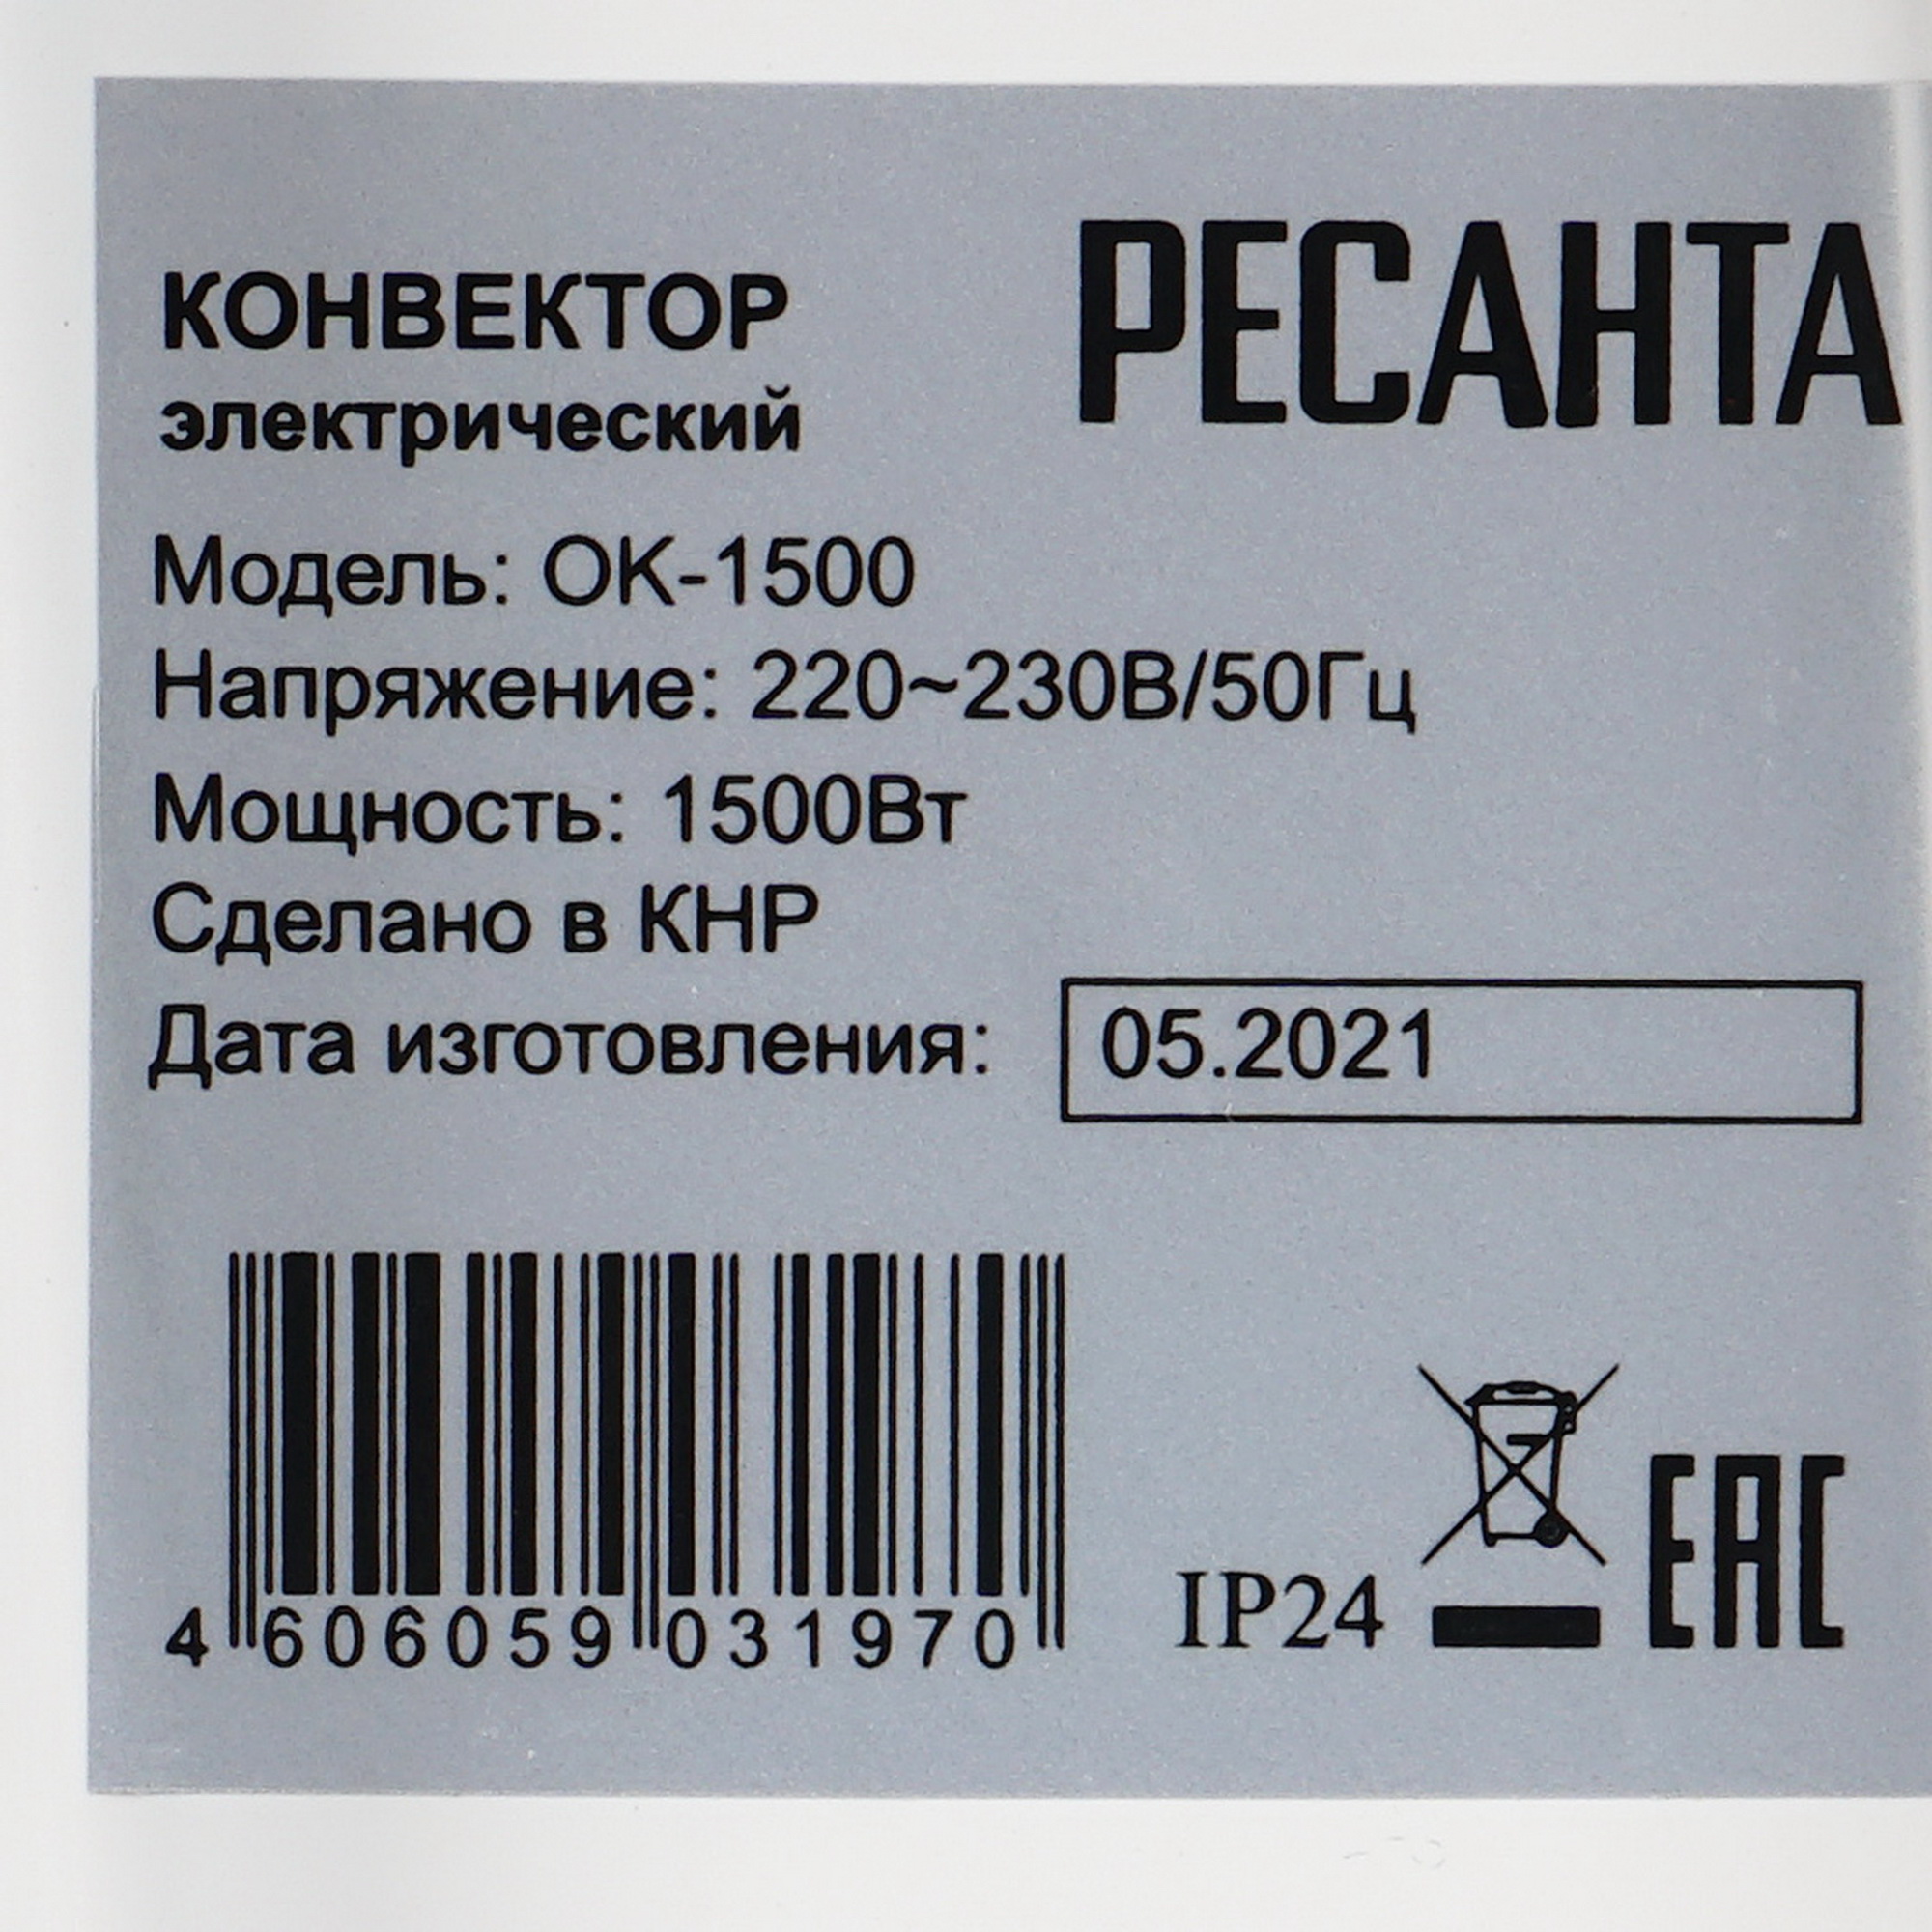 РЕСАНТА
КОНВЕКТОР
электрический
Модель: ОК-1500
Напряжение: 220~230В/50Гц
Мощность: 1500Вт
Сделано в КНР
Дата изготовления: 05.2021
4 606059 031970
IP24
EAC